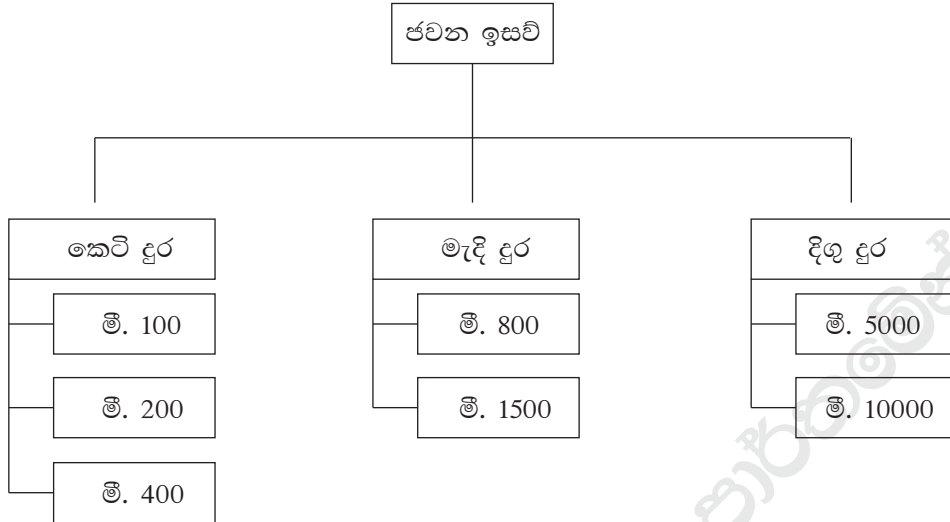 ජවන ඉසව්
කෙටි දුර
මී. 100
මී. 200
මී. 400
මැදි දුර
මී. 800
මී. 1500
දිගු දුර
මී. 5000
මී. 10000